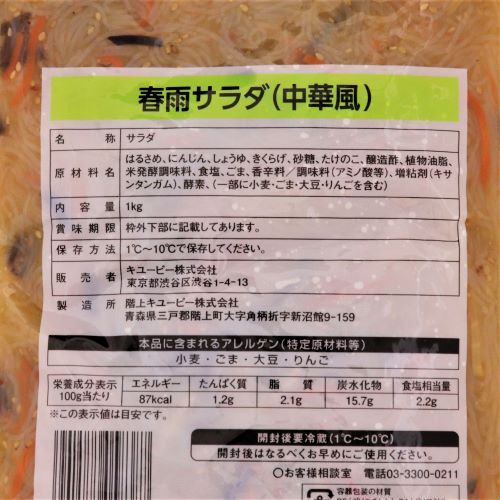 春雨サラダ(中華風)
名 称 サラダ
原材料名 はるさめ、にんじん、しょうゆ、きくらげ、砂糖、たけのこ、醸造酢、植物油脂、
米発酵調味料、食塩、ごま、香辛料／調味料(アミノ酸等)、増粘剤(キサ
ンタンガム)、酵素、(一部に小麦・ごま・大豆・りんごを含む)
内容量 1kg
賞味期限 枠外下部に記載してあります。
保存方法 1℃〜10℃で保存してください。
販売者 キユーピー株式会社
東京都渋谷区渋谷1-4-13
製造所 階上キユーピー株式会社
青森県三戸郡階上町大字角柄折字新沼館9-159
本品に含まれるアレルゲン(特定原材料等)
小麦・ごま・大豆・りんご
栄養成分表示 エネルギー たんぱく質 脂質 炭水化物 食塩相当量
100g当たり 87kcal 1.2g 2.1g 15.7g 2.2g
※この表示値は目安です。
開封後要冷蔵(1℃〜10℃)
開封後はなるべくお早めにご使用ください。
○お客様相談室 電話03-3300-0211
容器包装の材質